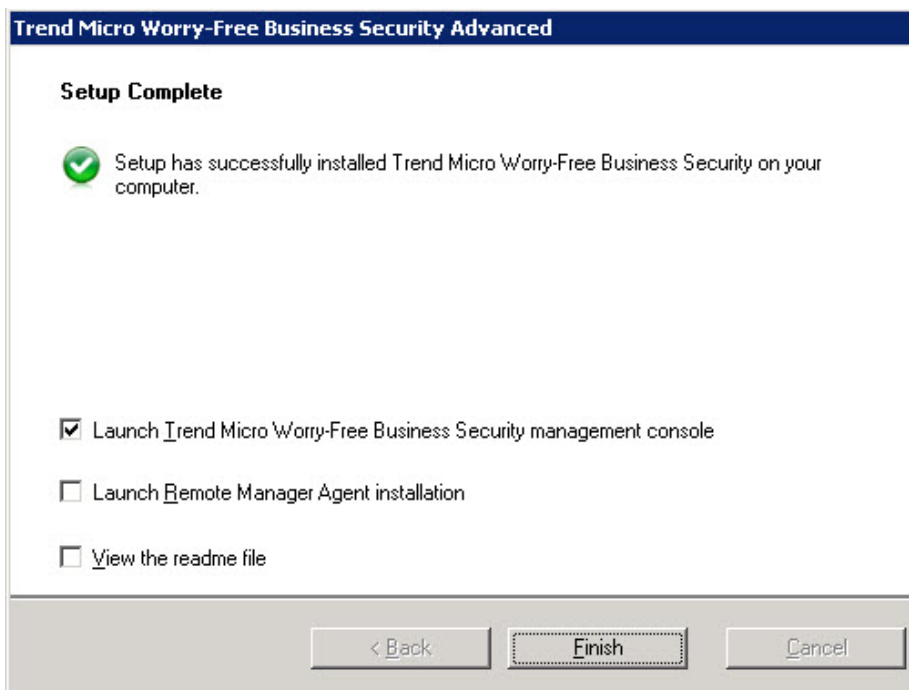 Trend Micro Worry-Free Business Security Advanced
Setup Complete
Setup has successfully installed Trend Micro Worry-Free Business Security on your
computer.
Launch Trend Micro Worry-Free Business Security management console
Launch Remote Manager Agent installation
View the readme file
< Back
Finish
Cancel